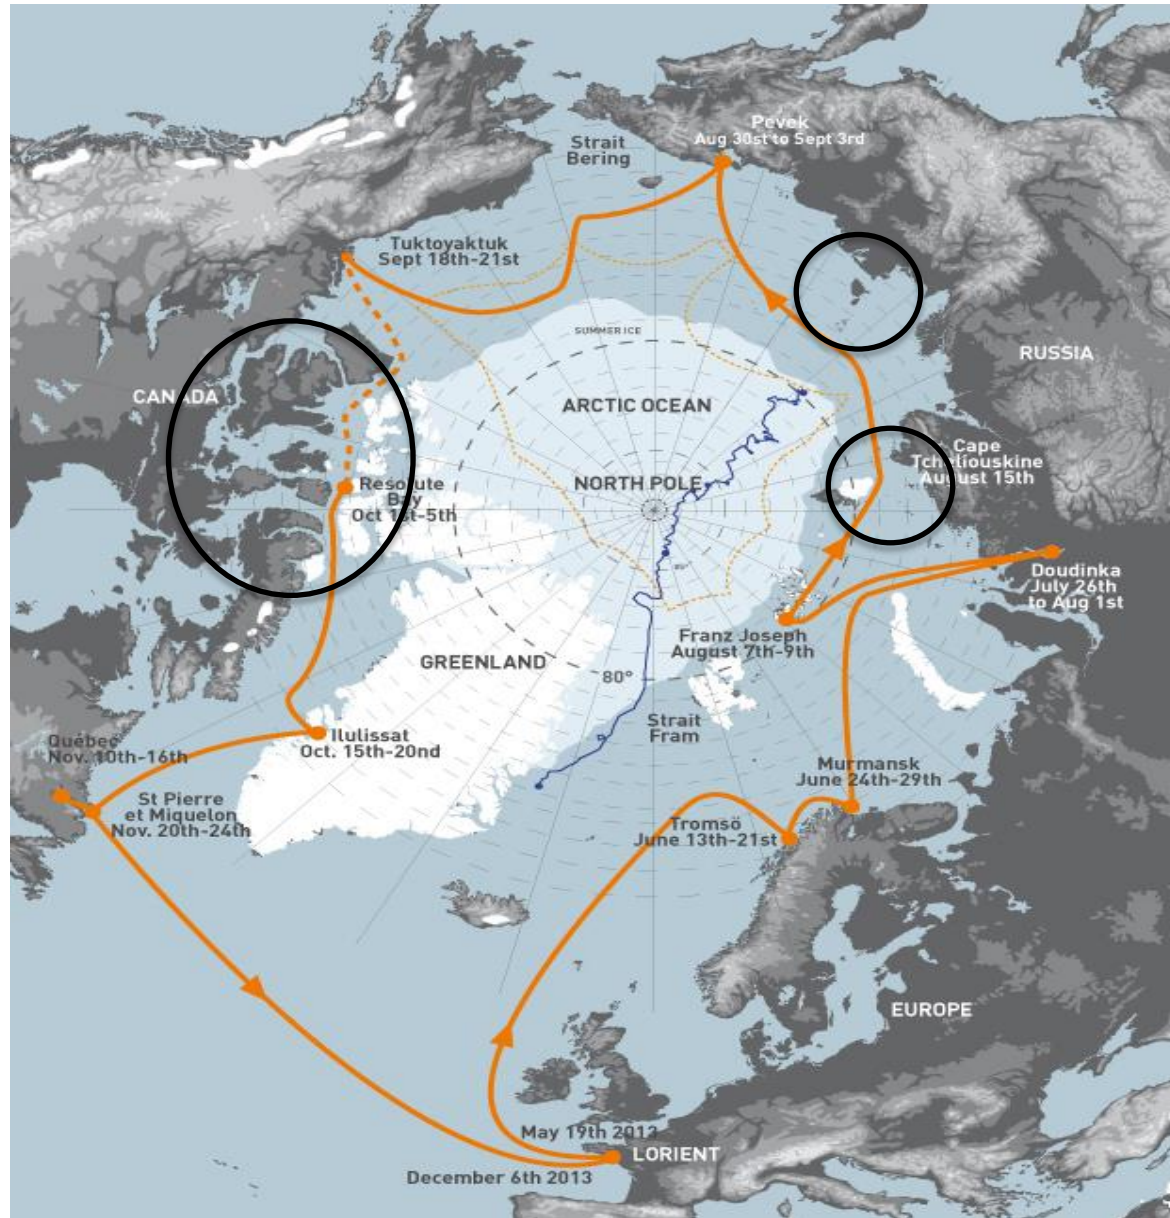 Pevek
Aug 30st to Sept 3rd
Strait
Bering
Tuktoyaktuk
Sept 18th-21st
SUMMER ICE
RUSSIA
CANADA
ARCTIC OCEAN
Cape
Tcheliouskine
August 15th
NORTH POLE
Resolute
Bay
Oct 1st-5th
Doudinka
July 26th
to Aug 1st
Franz Joseph
August 7th-9th
GREENLAND
80°
Strait
Fram
Ilulissat
Oct. 15th-20nd
Québec
Nov. 10th-16th
Murmansk
June 24th-29th
St Pierre
et Miquelon
Nov. 20th-24th
Tromsö
June 13th-21st
EUROPE
May 19th 2013
LORIENT
December 6th 2013